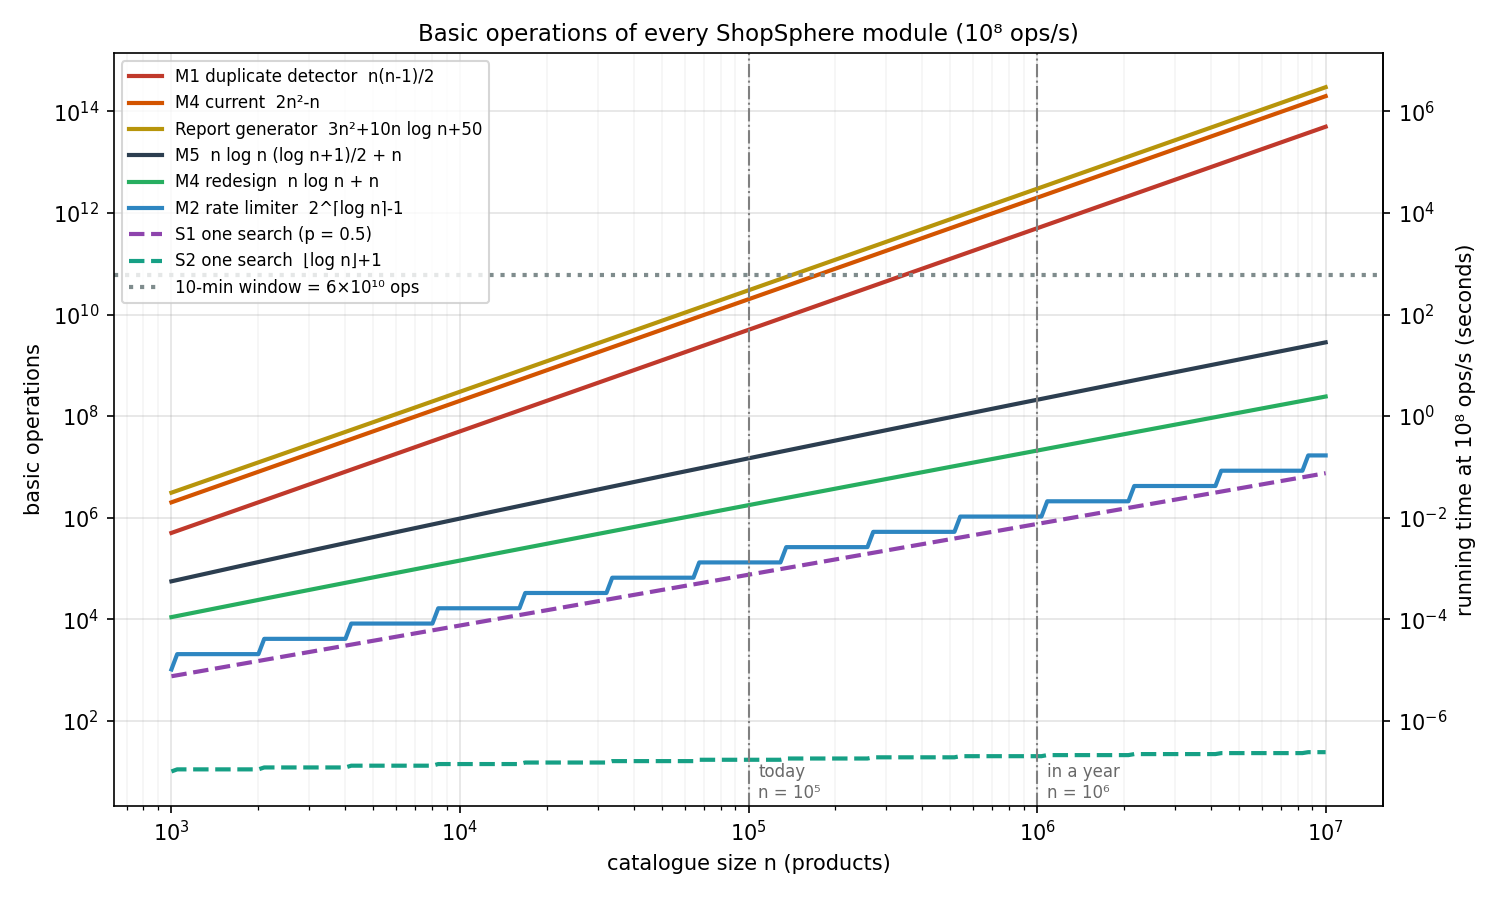 Basic operations of every ShopSphere module (10⁸ ops/s)
M1 duplicate detector  n(n-1)/2
M4 current  2n²-n
Report generator  3n²+10n log n+50
M5  n log n (log n+1)/2 + n
M4 redesign  n log n + n
M2 rate limiter  2^⌈log n⌉-1
S1 one search (p = 0.5)
S2 one search  ⌊log n⌋+1
10-min window = 6×10¹⁰ ops
basic operations
10¹⁴
10¹²
10¹⁰
10⁸
10⁶
10⁴
10²
10⁶
10⁴
10²
10⁰
10⁻²
10⁻⁴
10⁻⁶
running time at 10⁸ ops/s (seconds)
today
n = 10⁵
in a year
n = 10⁶
10³
10⁴
10⁵
10⁶
10⁷
catalogue size n (products)